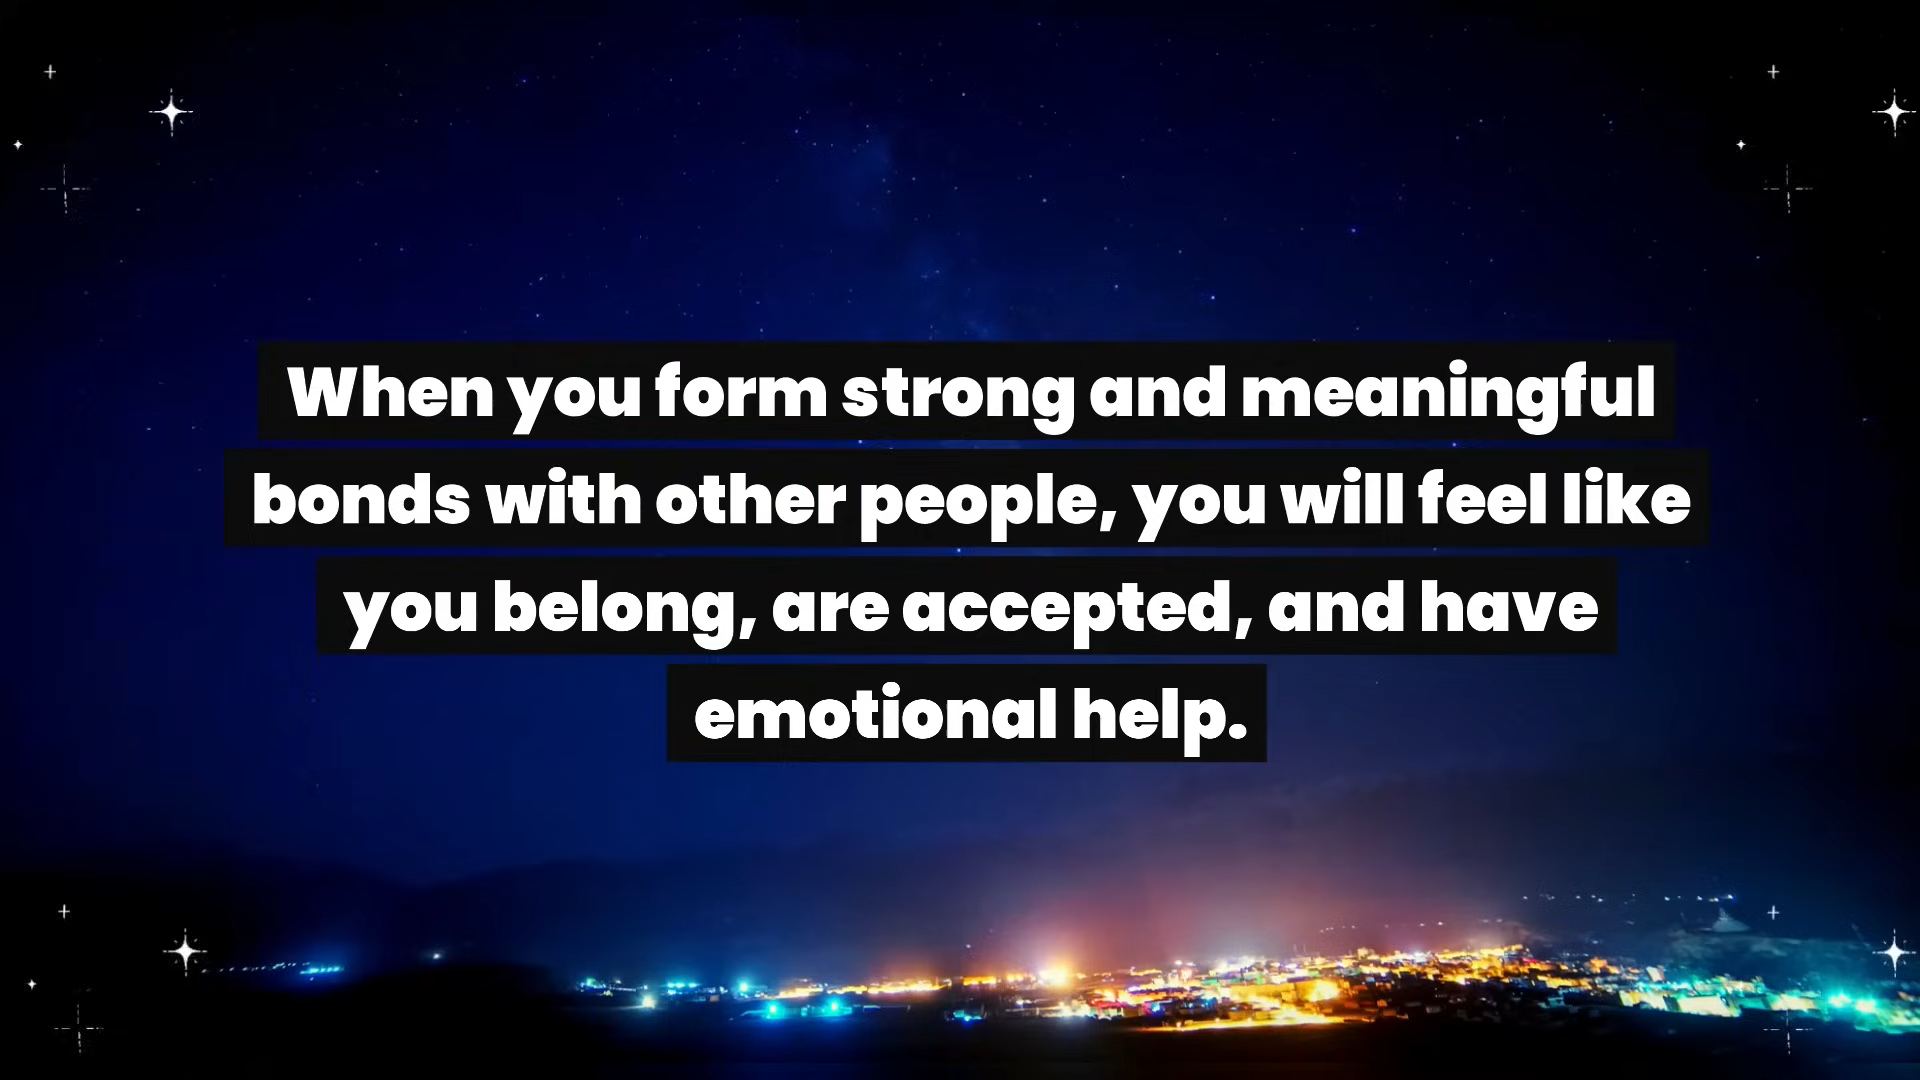 When you form strong and meaningful
bonds with other people, you will feel like
you belong, are accepted, and have
emotional help.